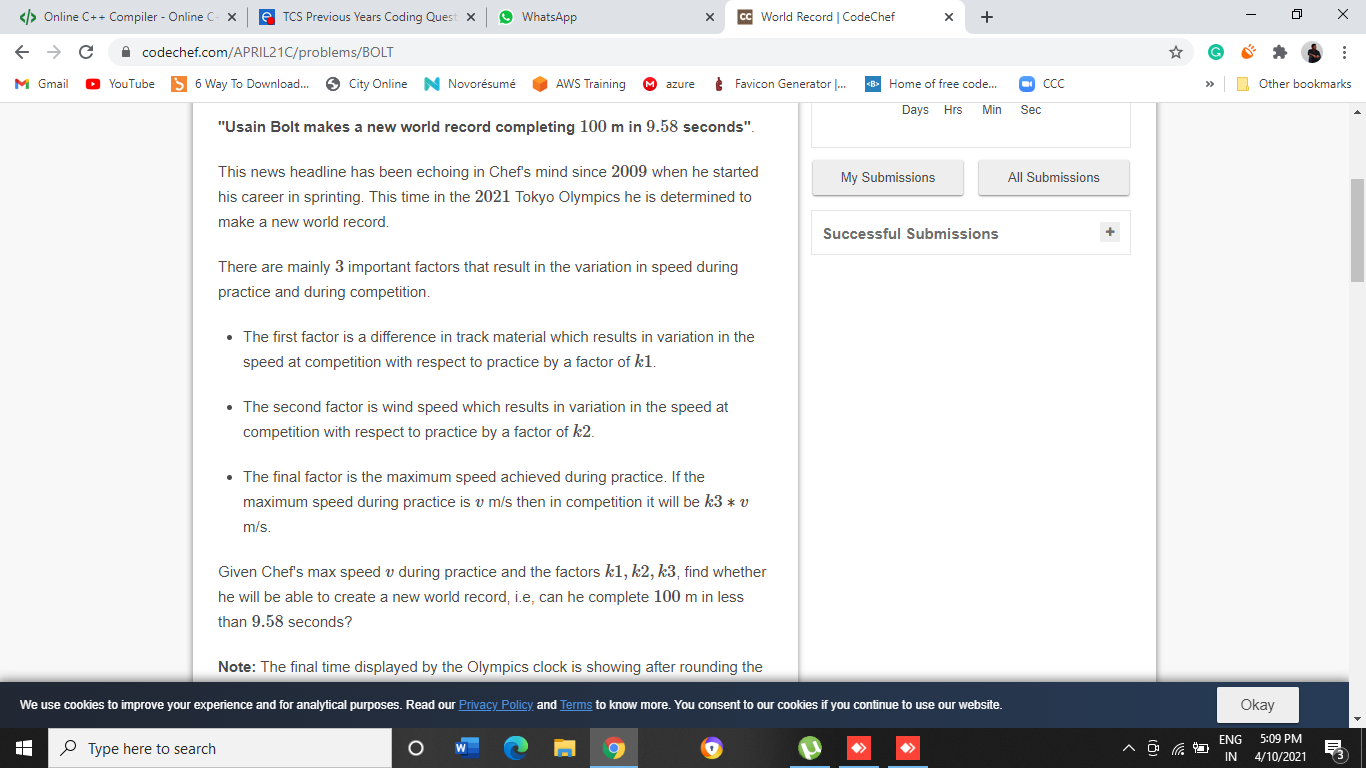 Online C++ Compiler - Online C
TCS Previous Years Coding Quest
WhatsApp
World Record | CodeChef
codechef.com/APRIL21C/problems/BOLT
Gmail
YouTube
6 Way To Download...
City Online
Novorésumé
AWS Training
azure
Favicon Generator |...
Home of free code...
CCC
»
Other bookmarks
"Usain Bolt makes a new world record completing 100 m in 9.58 seconds".
This news headline has been echoing in Chef's mind since 2009 when he started
his career in sprinting. This time in the 2021 Tokyo Olympics he is determined to
make a new world record.
There are mainly 3 important factors that result in the variation in speed during
practice and during competition.
• The first factor is a difference in track material which results in variation in the
speed at competition with respect to practice by a factor of k1.
• The second factor is wind speed which results in variation in the speed at
competition with respect to practice by a factor of k2.
• The final factor is the maximum speed achieved during practice. If the
maximum speed during practice is v m/s then in competition it will be k3 * v
m/s.
Given Chef's max speed v during practice and the factors k1, k2, k3, find whether
he will be able to create a new world record, i.e, can he complete 100 m in less
than 9.58 seconds?
Note: The final time displayed by the Olympics clock is showing after rounding the
Days Hrs Min Sec
My Submissions
All Submissions
Successful Submissions
+
We use cookies to improve your experience and for analytical purposes. Read our Privacy Policy and Terms to know more. You consent to our cookies if you continue to use our website.
Okay
Type here to search
ENG
IN
5:09 PM
4/10/2021
3